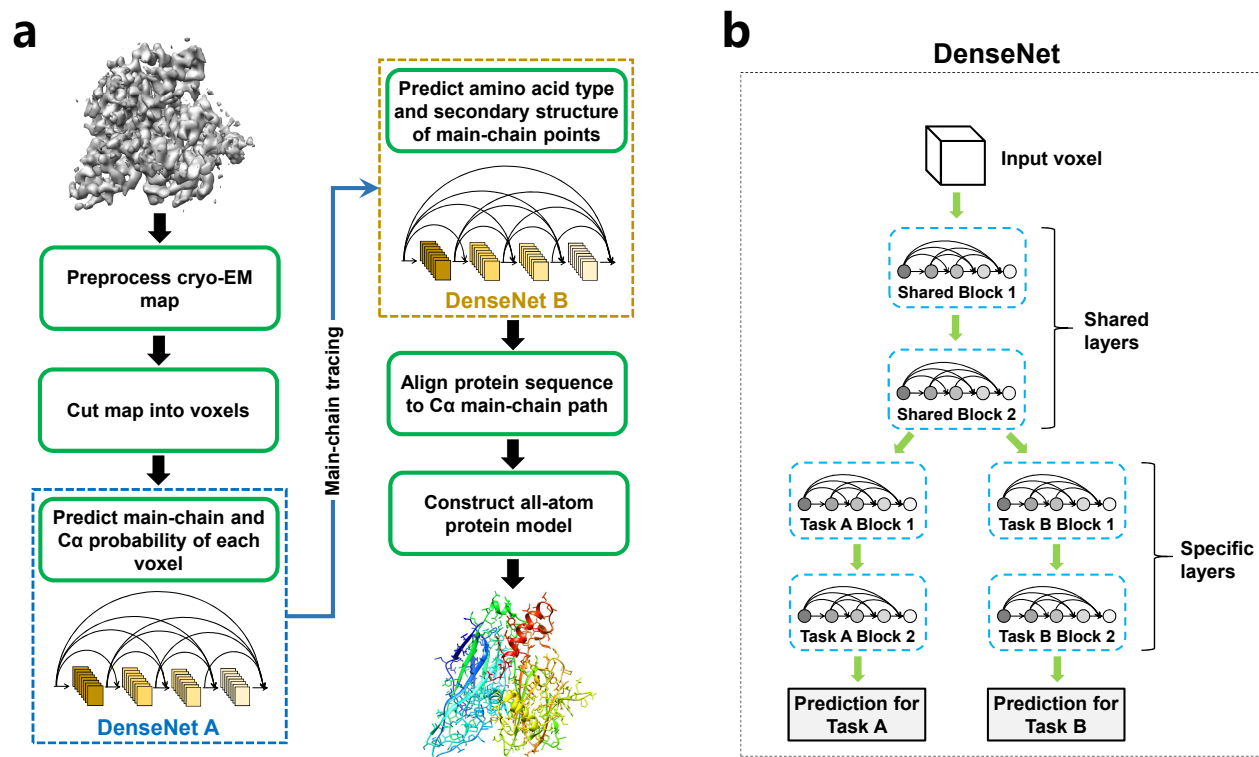 a
Preprocess cryo-EM
map
Cut map into voxels
Predict main-chain and
Cα probability of each
voxel
DenseNet A
Main-chain tracing
Predict amino acid type
and secondary structure
of main-chain points
DenseNet B
Align protein sequence
to Cα main-chain path
Construct all-atom
protein model
b
DenseNet
Input voxel
Shared Block 1
Shared Block 2
Shared
layers
Task A Block 1
Task B Block 1
Task A Block 2
Task B Block 2
Specific
layers
Prediction for
Task A
Prediction for
Task B